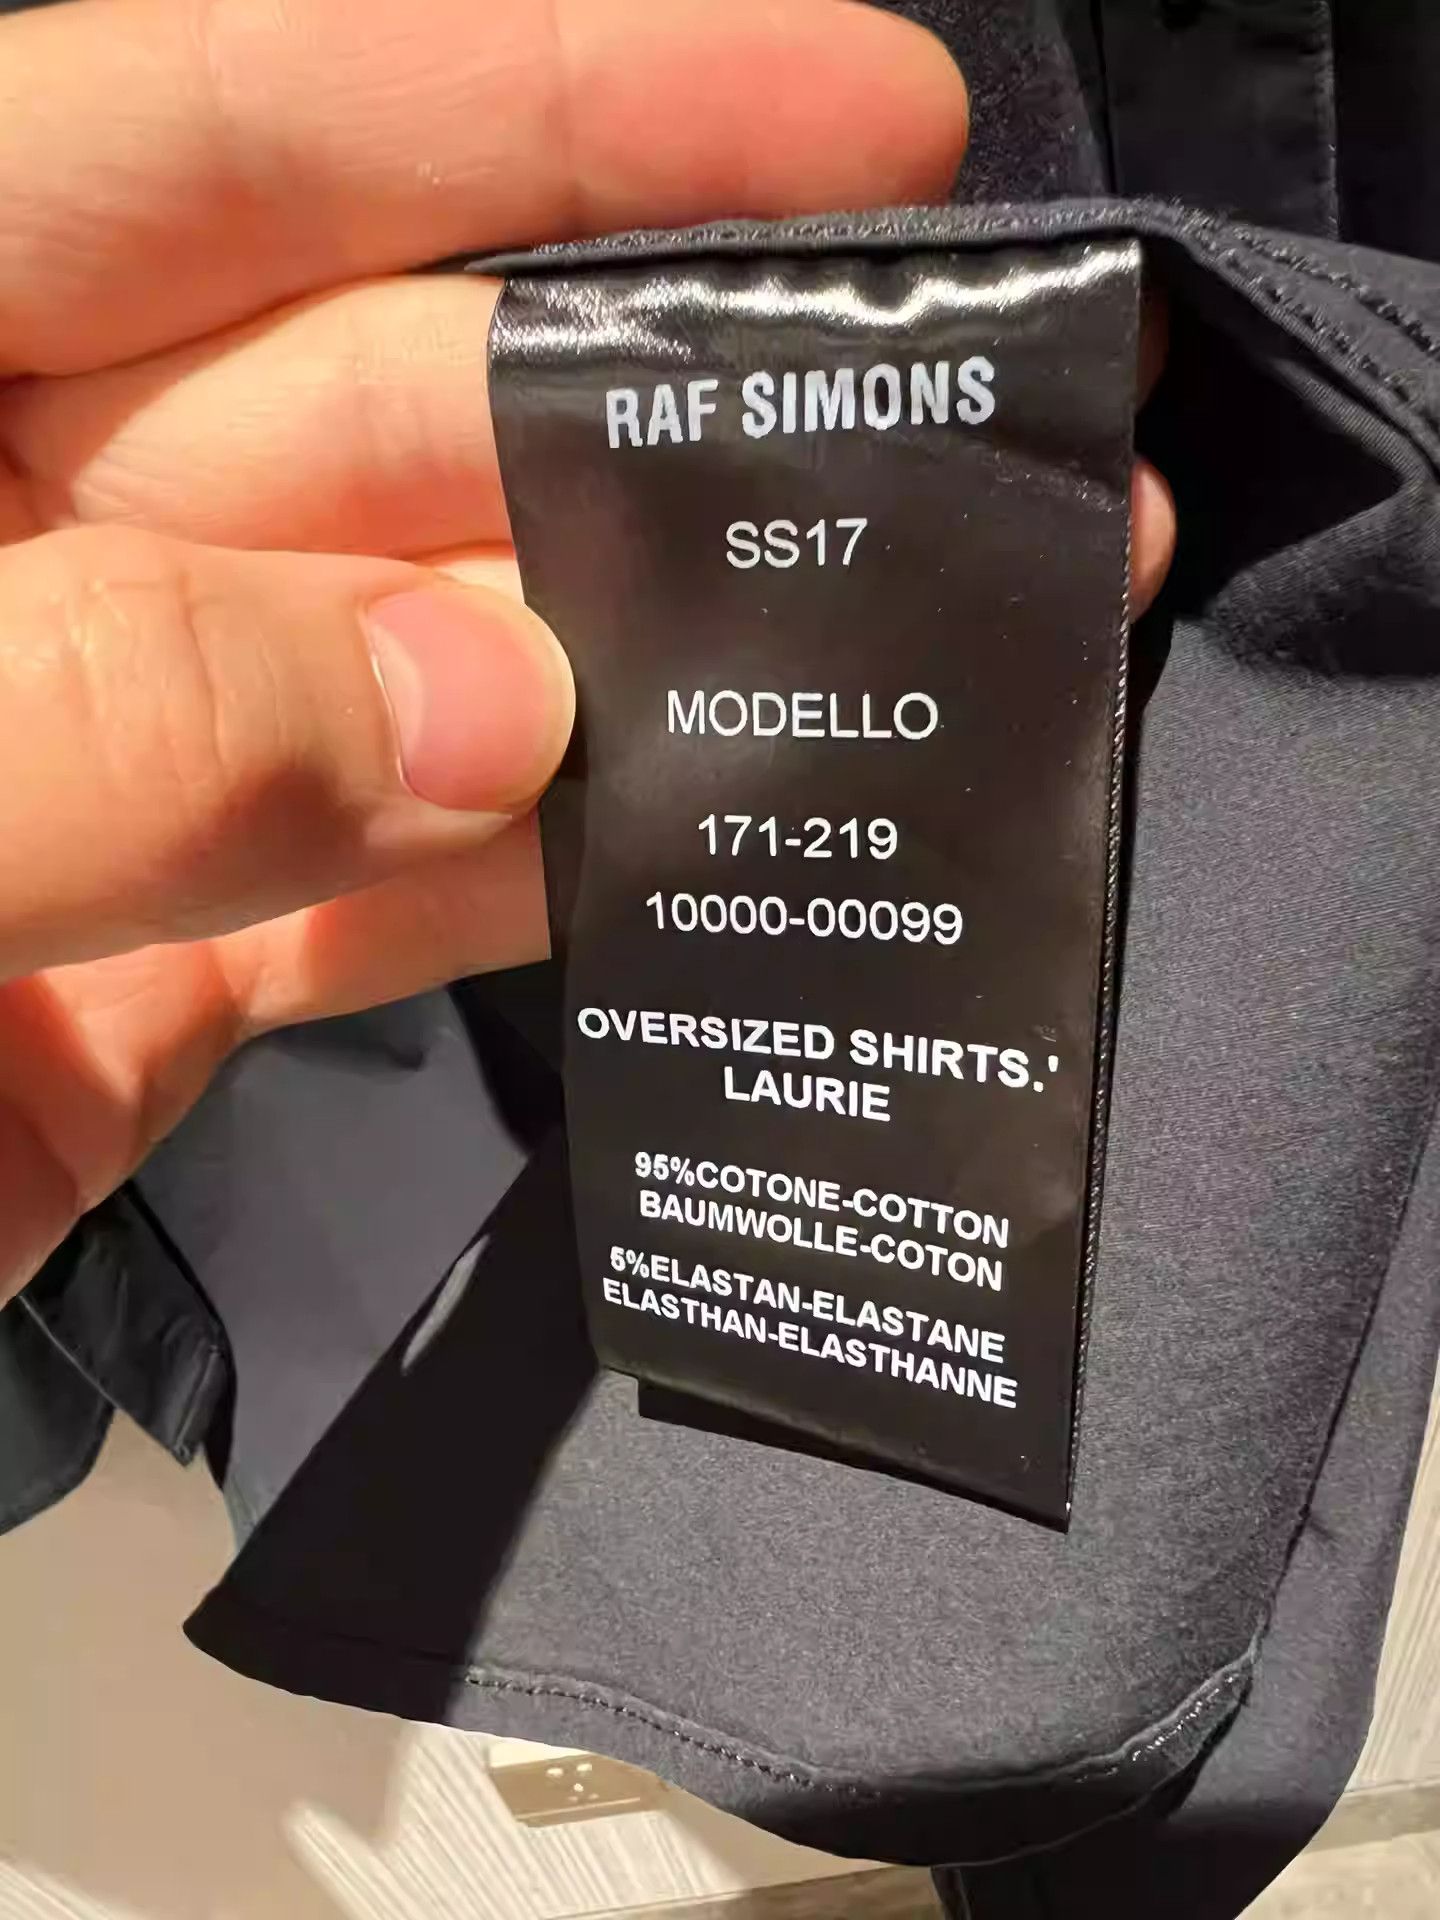 RAF SIMONS
SS17
MODELLO
171-219
10000-00099
OVERSIZED SHIRTS.'
LAURIE
95%COTONE-COTTON
BAUMWOLLE-COTON
5%ELASTAN-ELASTANE
ELASTHAN-ELASTHANNE